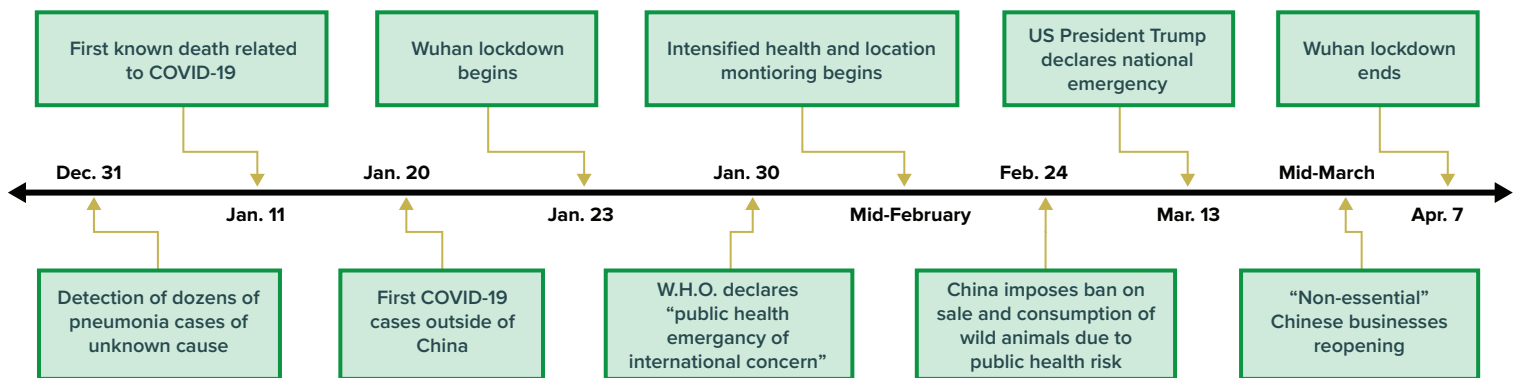 First known death related
to COVID-19
Wuhan lockdown
begins
Intensified health and location
montioring begins
US President Trump
declares national
emergency
Wuhan lockdown
ends
Dec. 31
Jan. 20
Jan. 30
Feb. 24
Mid-March
Jan. 11
Jan. 23
Mid-February
Mar. 13
Apr. 7
Detection of dozens of
pneumonia cases of
unknown cause
First COVID-19
cases outside of
China
W.H.O. declares
“public health
emergancy of
international concern”
China imposes ban on
sale and consumption of
wild animals due to
public health risk
“Non-essential”
Chinese businesses
reopening